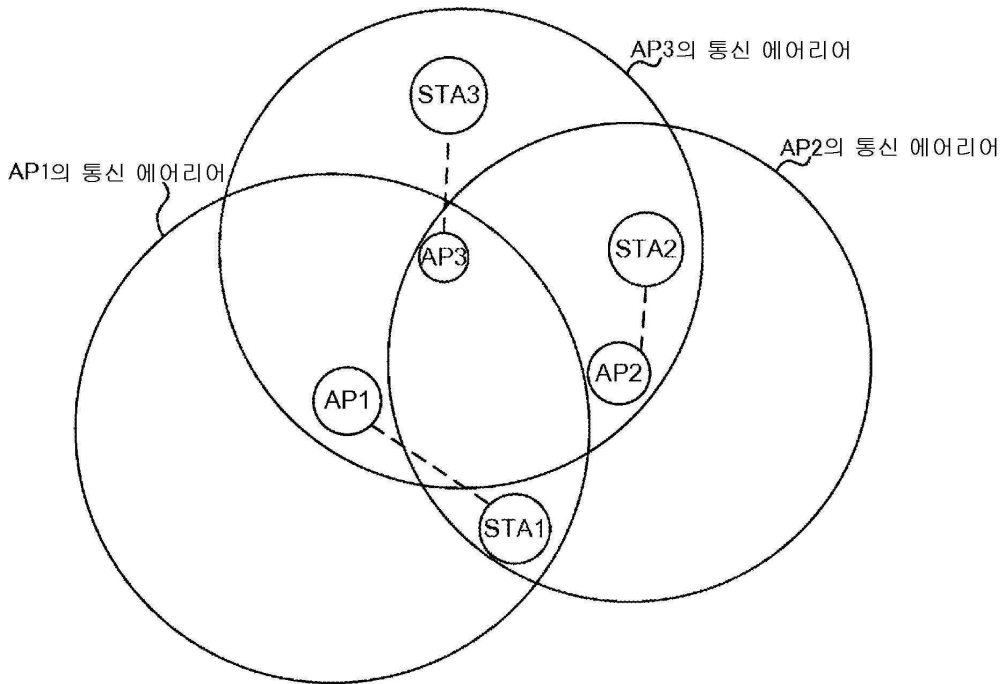 AP3의 통신 에어리어
STA3
AP2의 통신 에어리어
AP1의 통신 에어리어
STA2
AP3
AP2
AP1
STA1